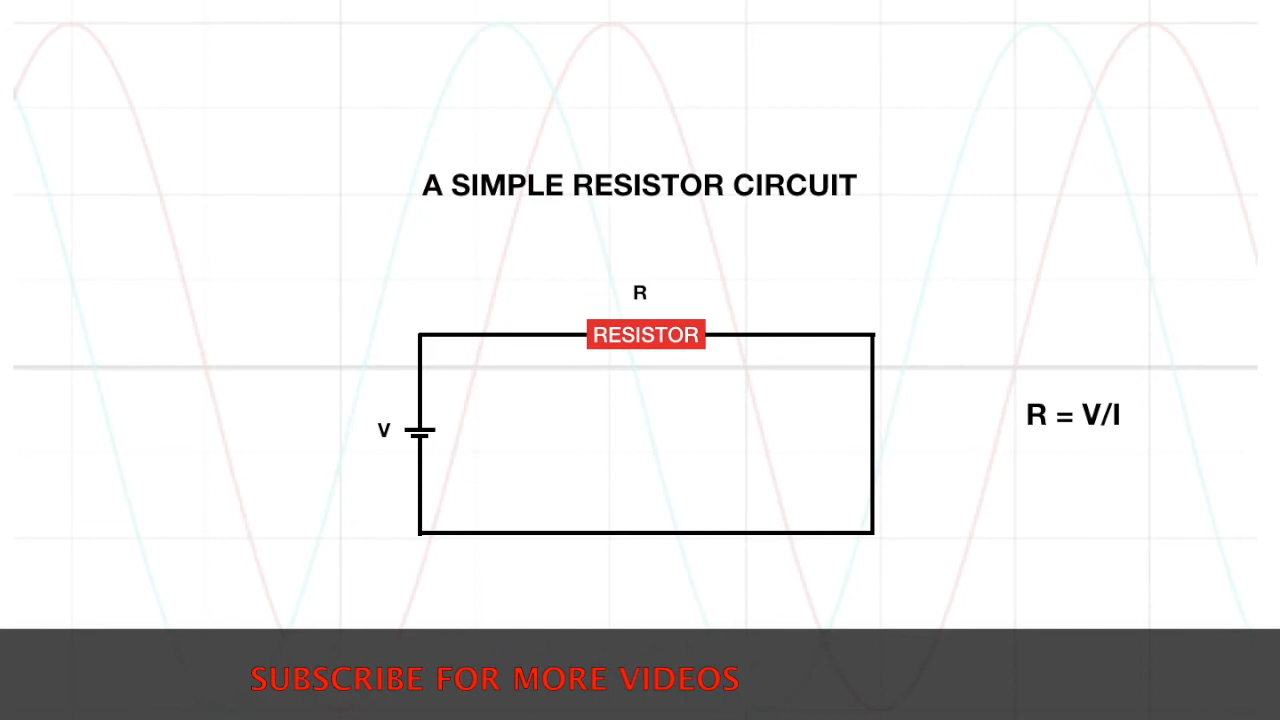 A SIMPLE RESISTOR CIRCUIT
R
RESISTOR
V
R = V/I
SUBSCRIBE FOR MORE VIDEOS